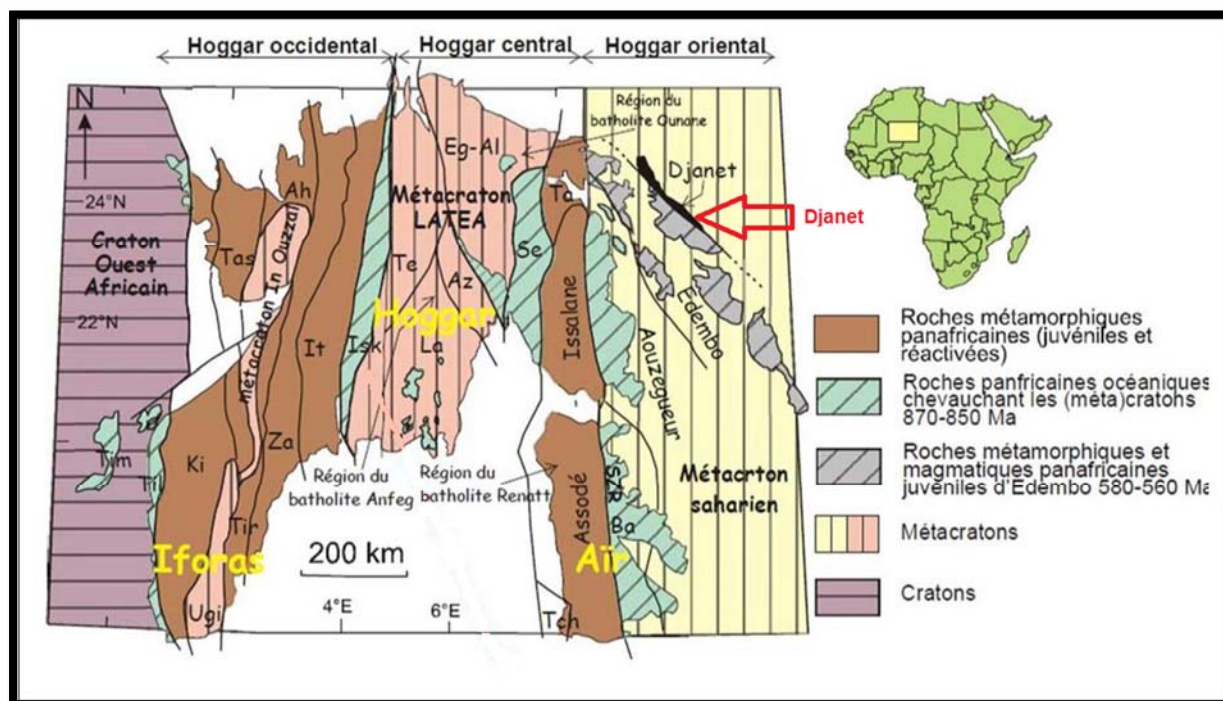 Hoggar occidental
Hoggar central
Hoggar oriental
N
24°N
22°N
Craton
Ouest
Africain
Région du
batholite Ounane
Eg-Al
Métacraton
LATEA
Ah
Tas
métacraton In Ouzzal
Ta
Djanet
Djanet
Te
Az
Se
Hoggar
Isk
La
It
Issalane
Edembo
Aouzegueur
Tim
Ki
Za
Région du
batholite Anfeg
Région du
batholite Renatt
Métacrton
saharien
Tir
Assodé
Ba
Iforas
Aïr
200 km
Ugi
4°E
6°E
Tch
Roches métamorphiques
panafricaines (juvéniles et
réactivées)
Roches panfricaines océaniques
chevauchant les (méta)cratons
870-850 Ma
Roches métamorphiques et
magmatiques panafricaines
juvéniles d'Edembo 580-560 Ma
Métacratons
Cratons